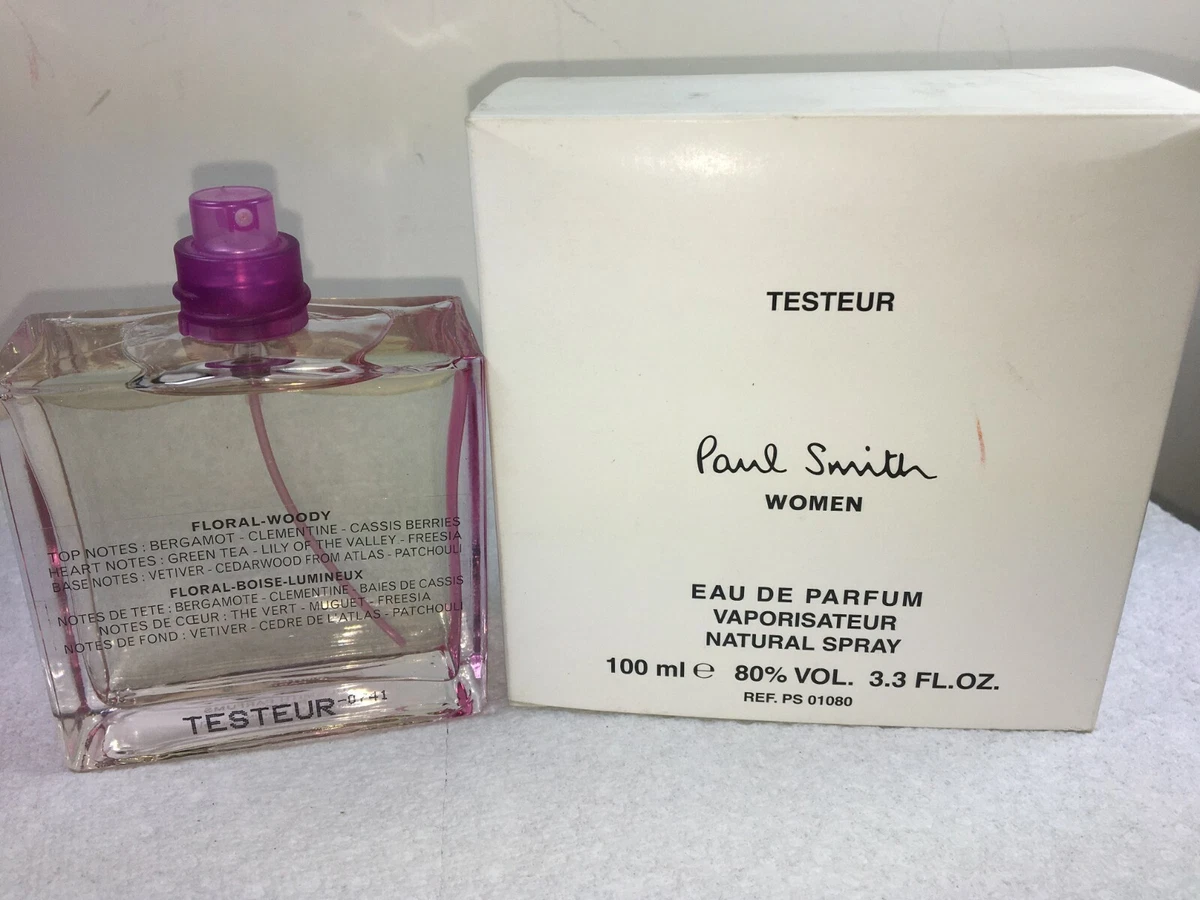 FLORAL-WOODY
TOP NOTES : BERGAMOT - CLEMENTINE - CASSIS BERRIES
HEART NOTES : GREEN TEA - LILY OF THE VALLEY - FREESIA
BASE NOTES : VETIVER - CEDARWOOD FROM ATLAS - PATCHOULI
FLORAL-BOISE-LUMINEUX
NOTES DE TETE : BERGAMOTE - CLEMENTINE - BAIES DE CASSIS
NOTES DE CŒUR : THE VERT - MUGUET - FREESIA
NOTES DE FOND : VETIVER - CEDRE DE L'ATLAS - PATCHOULI
TESTEUR
TESTEUR
Paul Smith
WOMEN
EAU DE PARFUM
VAPORISATEUR
NATURAL SPRAY
100 ml ℮ 80% VOL. 3.3 FL.OZ.
REF. PS 01080